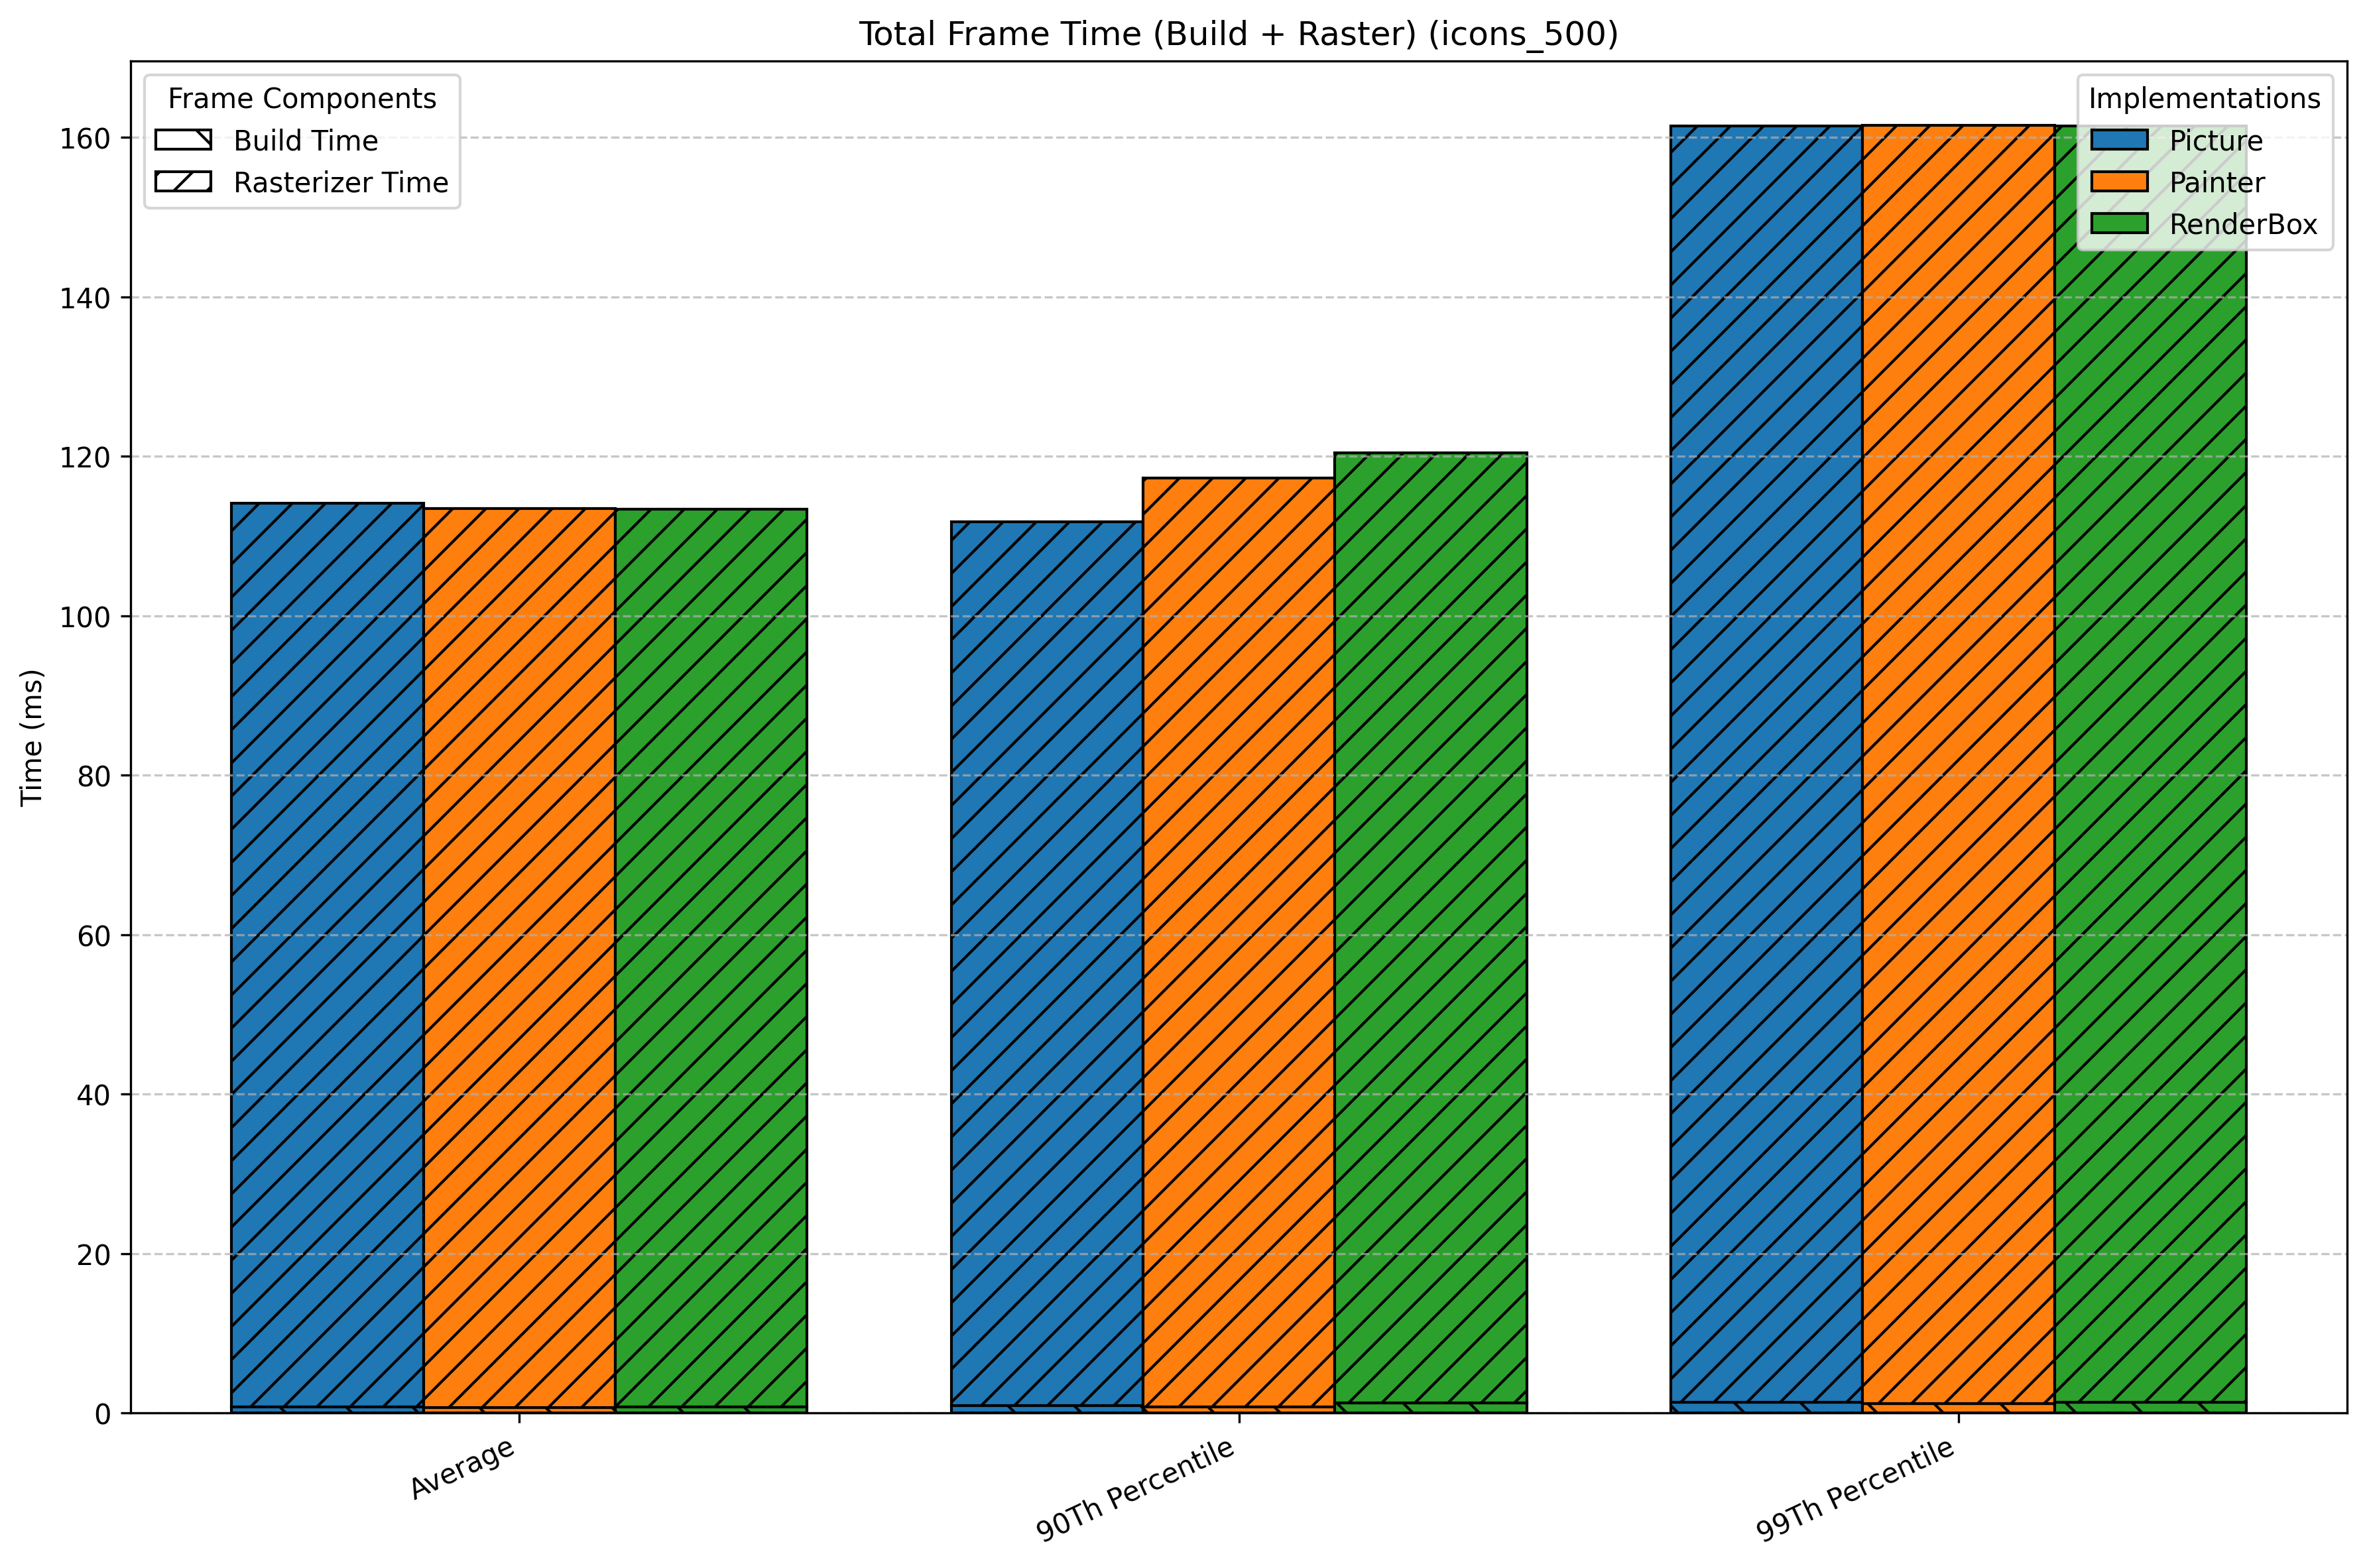 Total Frame Time (Build + Raster) (icons_500)
Frame Components
Build Time
Rasterizer Time
Implementations
Picture
Painter
RenderBox
Time (ms)
160
140
120
100
80
60
40
20
0
Average
90Th Percentile
99Th Percentile